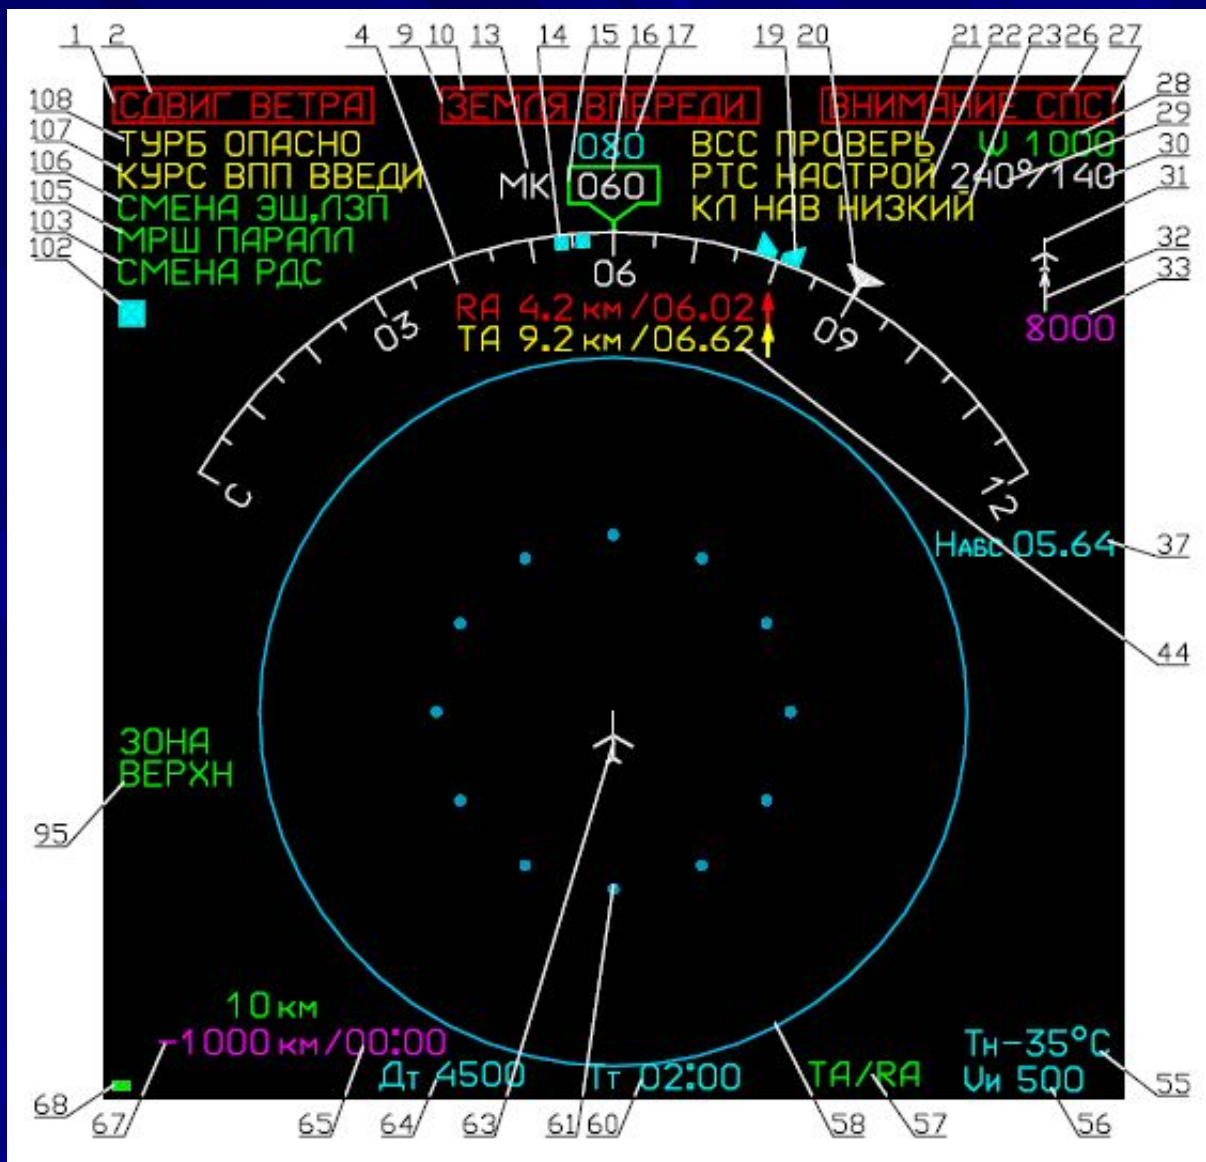 1 2 4 9 10 13 14 15 16 17 19 20 21 22 23 26 27
СДВИГ ВЕТРА ЗЕМЛЯ ВПЕРЕДИ ВНИМАНИЕ СПС
28
108
ТУРБ ОПАСНО 080 ВСС ПРОВЕРЬ W 1000
29
107
КУРС ВПП ВВЕДИ МК 060 РТС НАСТРОЙ 240°/140
30
106
СМЕНА ЭШ,ЛЗП КЛ НАВ НИЗКИЙ
31
105
МРШ ПАРАЛЛ
32
103
СМЕНА РДС 06
33
102
RA 4.2 км/06.02
8000
03 TA 9.2 км/06.62 09
С 12
Набс 05.64 37
44
ЗОНА
ВЕРХН
95
10 км
-1000 км/00:00 Тн-35°С
Дт 4500 Тт 02:00 TA/RA Vи 500
55
68 67 65 64 63 61 60 58 57 56